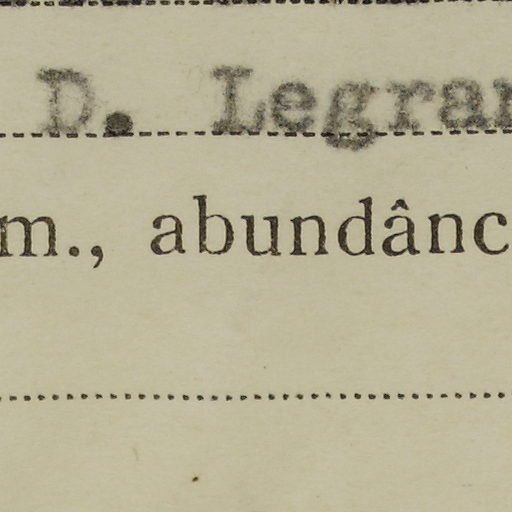 D. Legran
m., abundânc